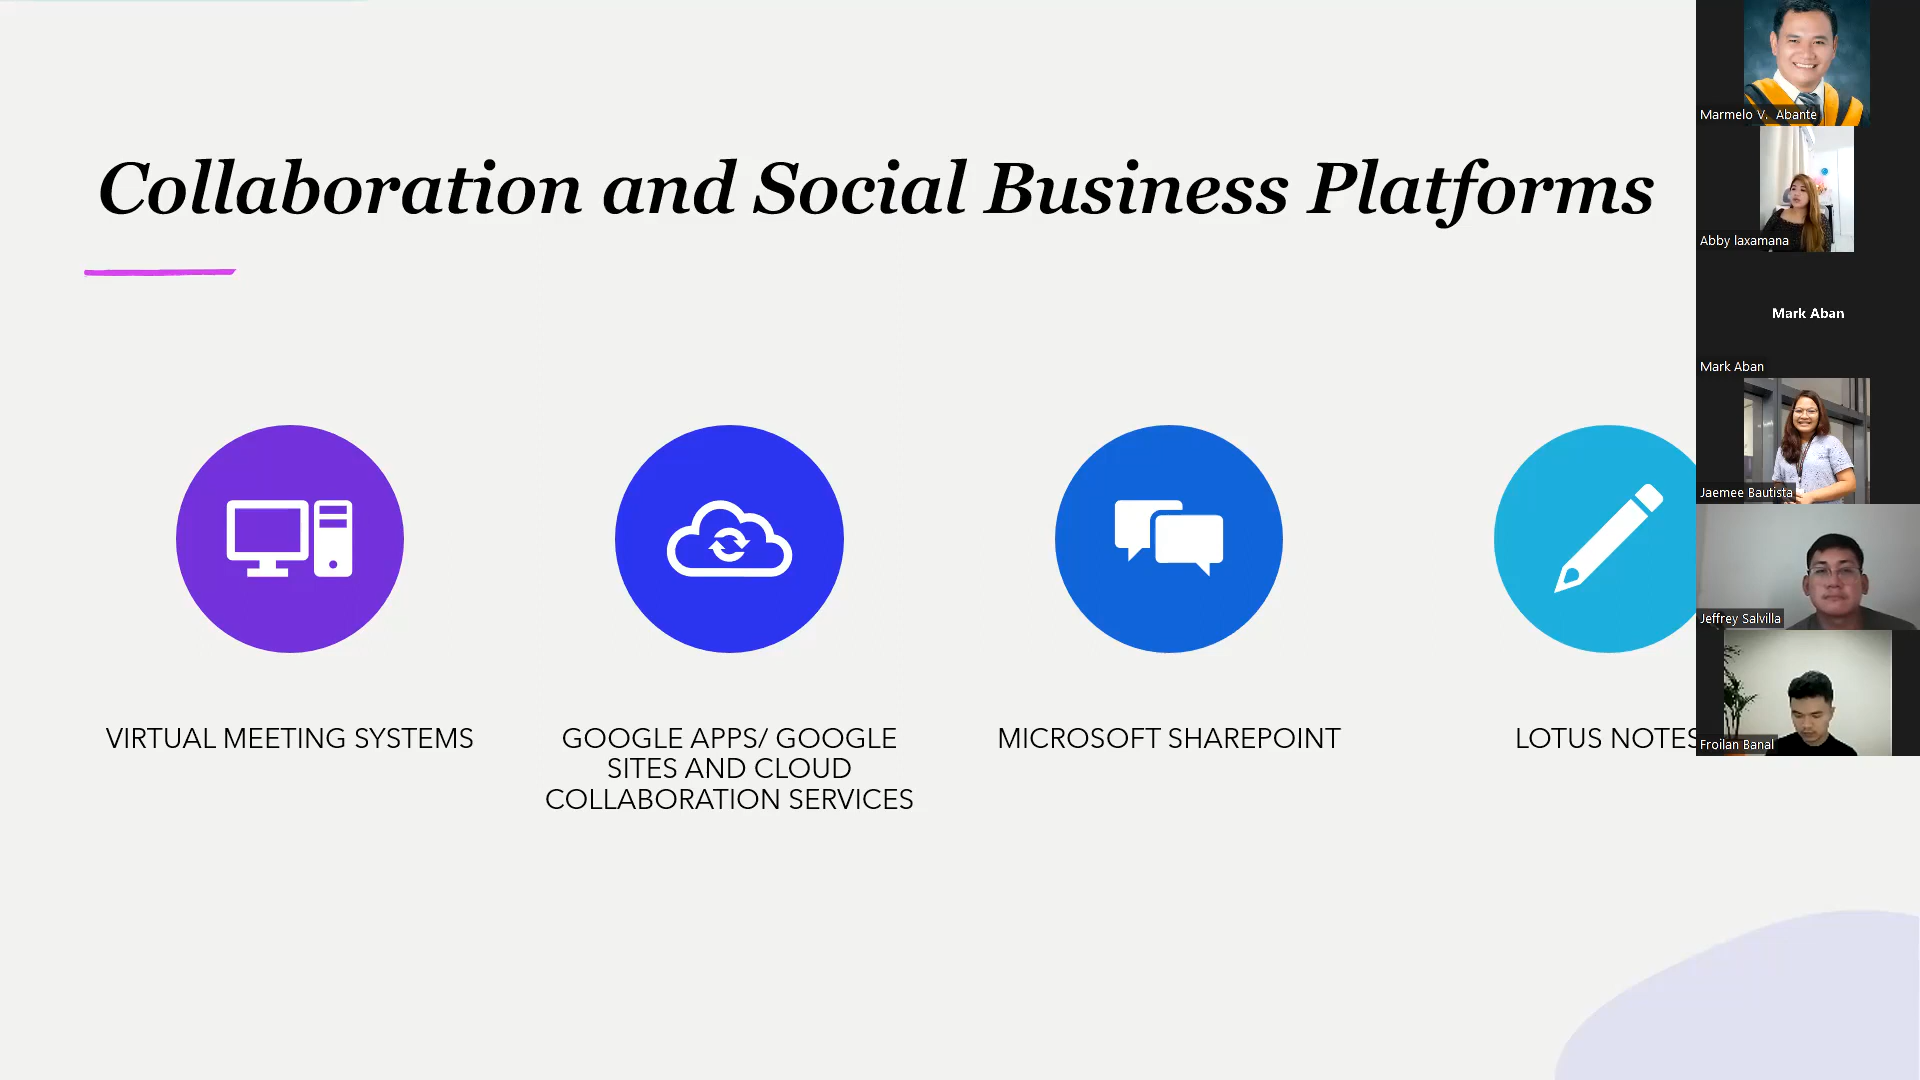 Collaboration and Social Business Platforms
VIRTUAL MEETING SYSTEMS
GOOGLE APPS/ GOOGLE
SITES AND CLOUD
COLLABORATION SERVICES
MICROSOFT SHAREPOINT
LOTUS NOTES
Marmelo V. Abante
Abby laxamana
Mark Aban
Mark Aban
Jaemee Bautista
Jeffrey Salvilla
Froilan Banal